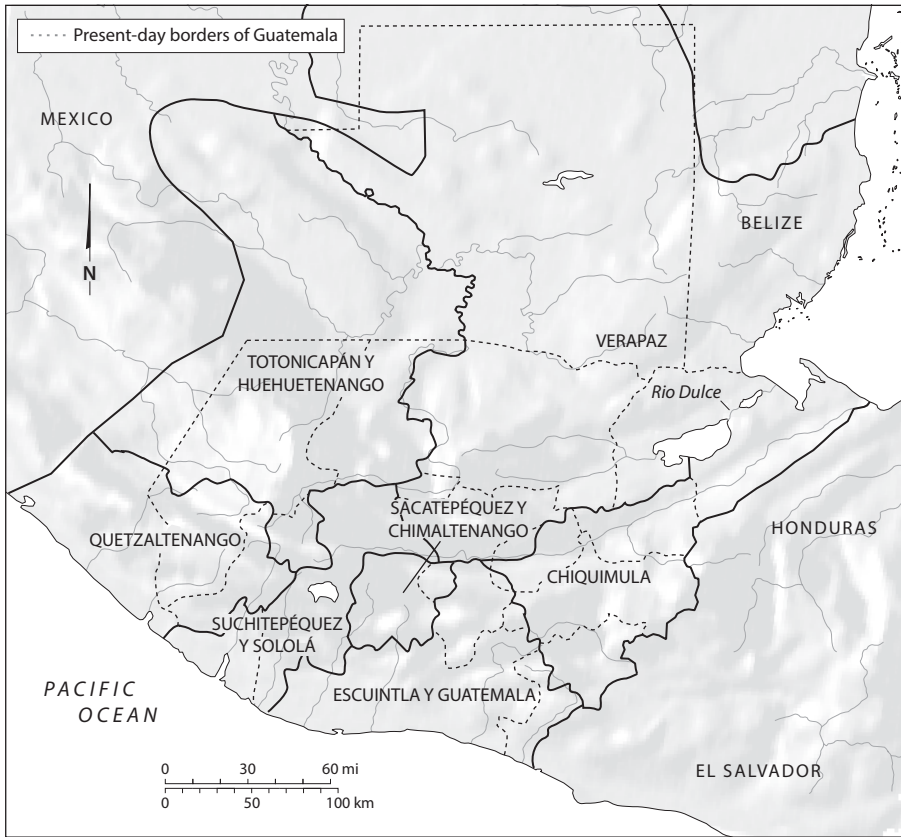 Present-day borders of Guatemala
MEXICO
N
BELIZE
VERAPAZ
TOTONICAPÁN Y
HUEHUETENANGO
Rio Dulce
SACATEPÉQUEZ Y
CHIMALTENANGO
QUETZALTENANGO
HONDURAS
CHIQUIMULA
SUCHITEPÉQUEZ
Y SOLOLÁ
ESCUINTLA Y GUATEMALA
PACIFIC
OCEAN
EL SALVADOR
0 30 60 mi
0 50 100 km